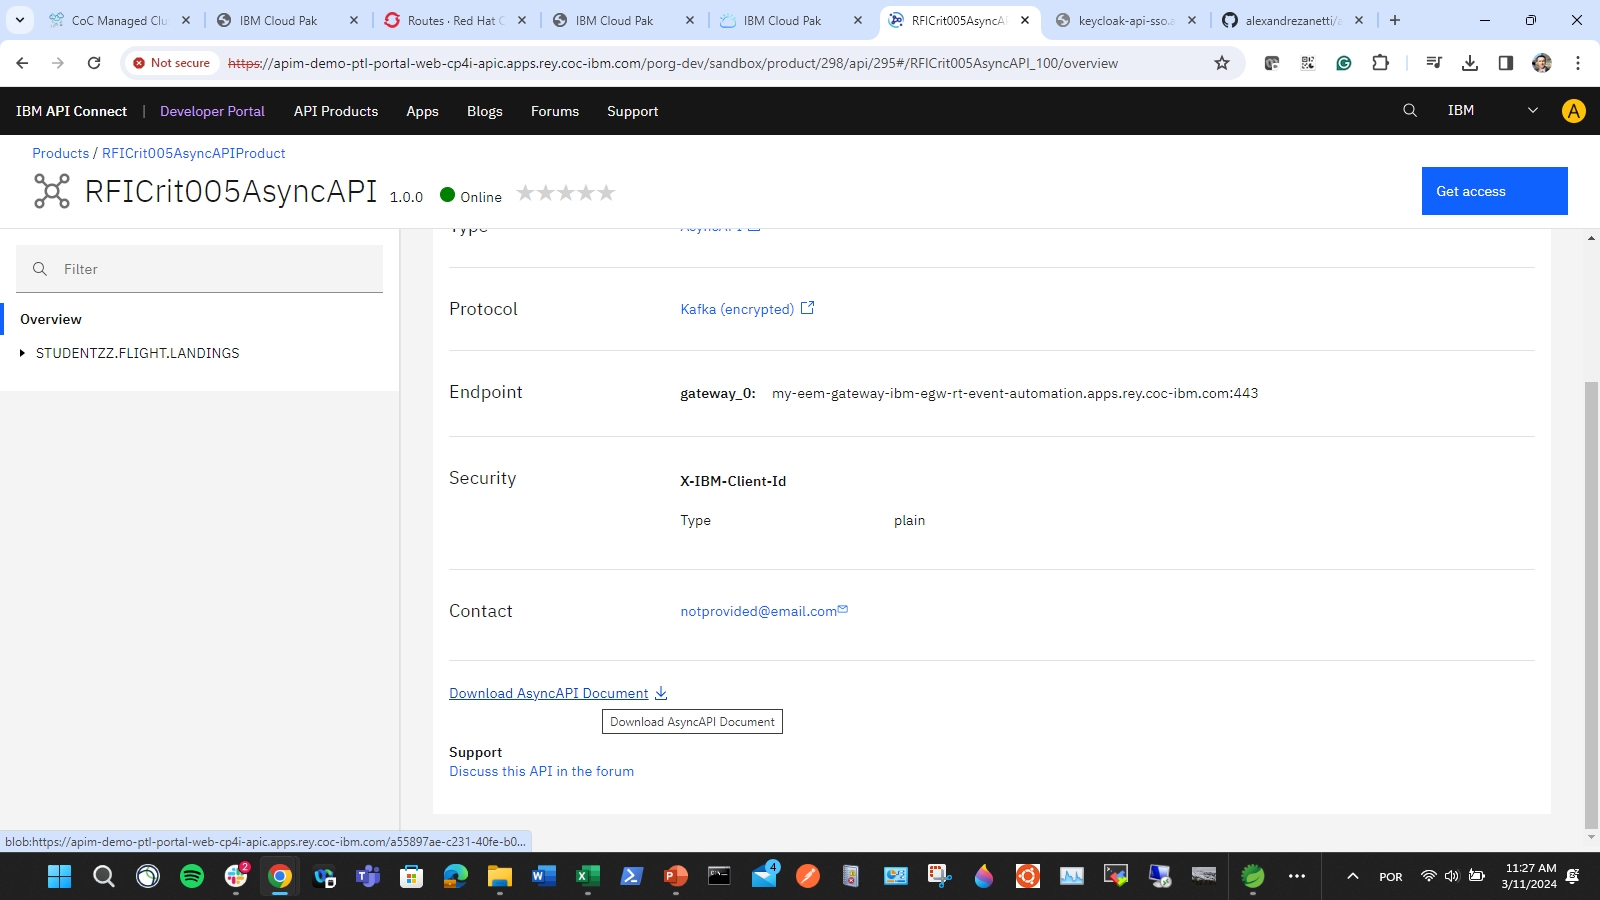 CoC Managed Clu
IBM Cloud Pak
Routes · Red Hat C
IBM Cloud Pak
IBM Cloud Pak
RFICrit005AsyncA
keycloak-api-sso.a
alexandrezanetti/a
Not secure
https://apim-demo-ptl-portal-web-cp4i-apic.apps.rey.coc-ibm.com/porg-dev/sandbox/product/298/api/295#/RFICrit005AsyncAPI_100/overview
IBM API Connect | Developer Portal
API Products
Apps
Blogs
Forums
Support
IBM
A
Products / RFICrit005AsyncAPIProduct
RFICrit005AsyncAPI 1.0.0 Online
Get access
Filter
Overview
STUDENTZZ.FLIGHT.LANDINGS
Type AsyncAPI
Protocol Kafka (encrypted)
Endpoint gateway_0: my-eem-gateway-ibm-egw-rt-event-automation.apps.rey.coc-ibm.com:443
Security X-IBM-Client-Id
Type plain
Contact notprovided@email.com
Download AsyncAPI Document
Download AsyncAPI Document
Support
Discuss this API in the forum
blob:https://apim-demo-ptl-portal-web-cp4i-apic.apps.rey.coc-ibm.com/a55897ae-c231-40fe-b0...
2
4
POR
11:27 AM
3/11/2024